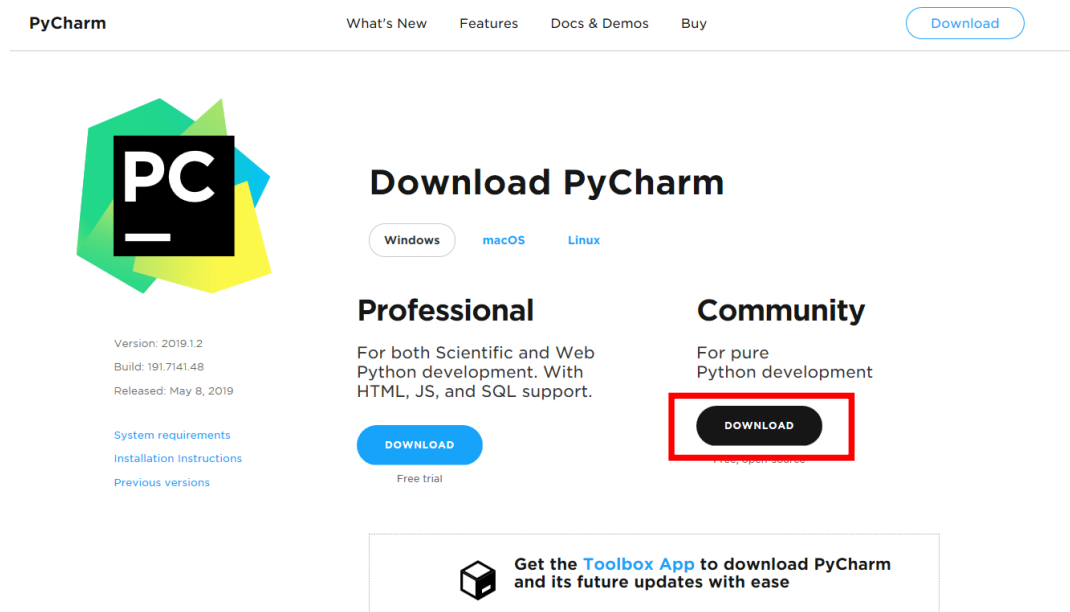 PyCharm
What's New
Features
Docs & Demos
Buy
Download
PC
Download PyCharm
Windows
macOS
Linux
Version: 2019.1.2
Build: 191.7141.48
Released: May 8, 2019
System requirements
Installation Instructions
Previous versions
Professional
For both Scientific and Web
Python development. With
HTML, JS, and SQL support.
DOWNLOAD
Free trial
Community
For pure
Python development
DOWNLOAD
Free, open-source
Get the Toolbox App to download PyCharm
and its future updates with ease